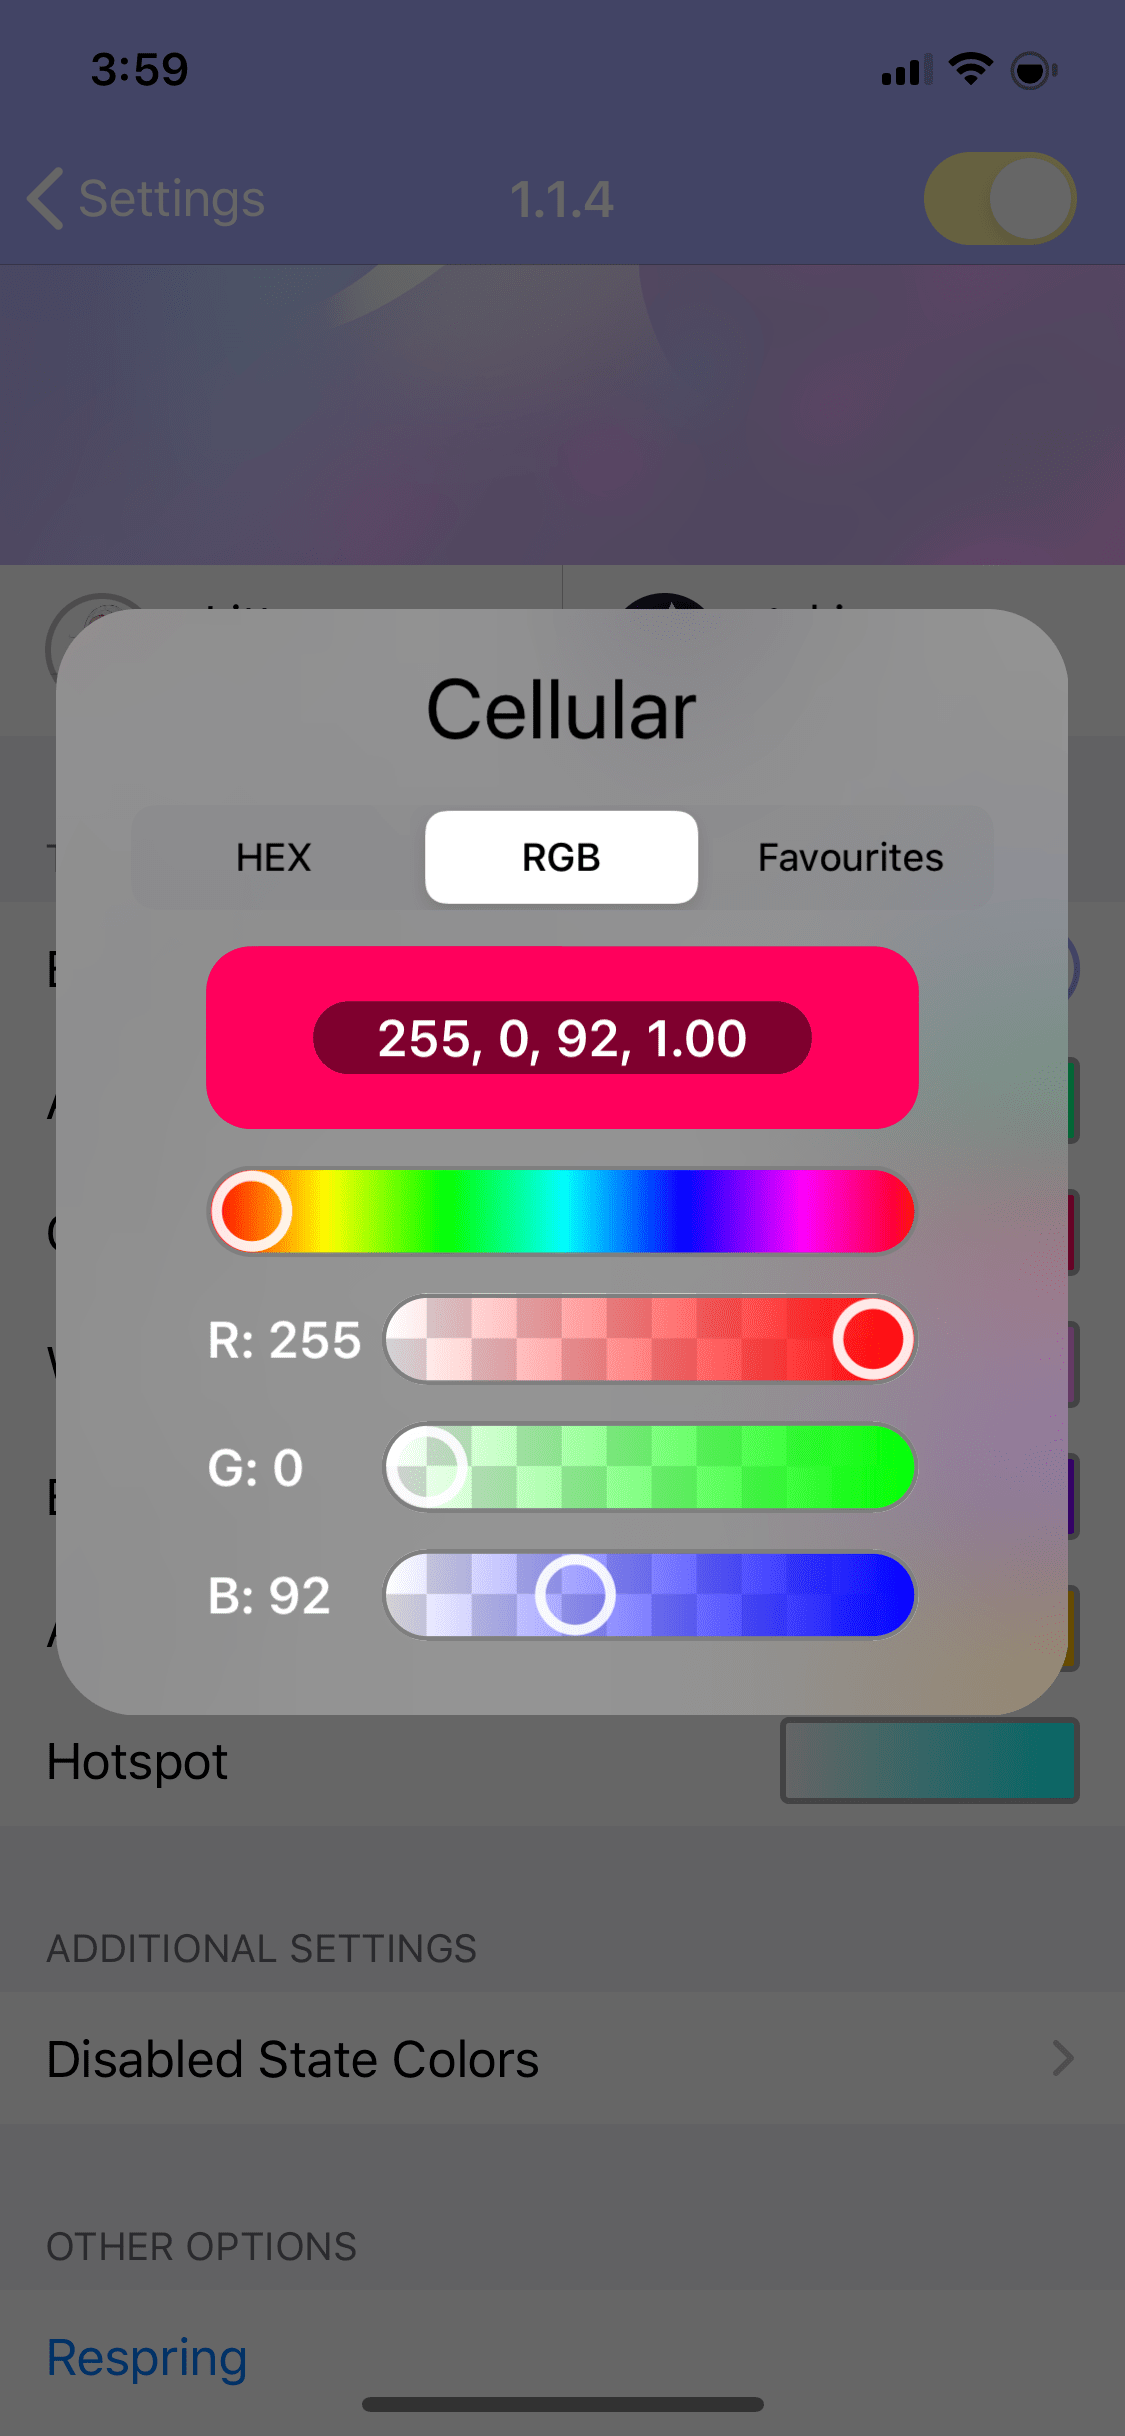 3:59
Settings
1.1.4
Cellular
HEX
RGB
Favourites
255, 0, 92, 1.00
R: 255
G: 0
B: 92
Hotspot
ADDITIONAL SETTINGS
Disabled State Colors
OTHER OPTIONS
Respring